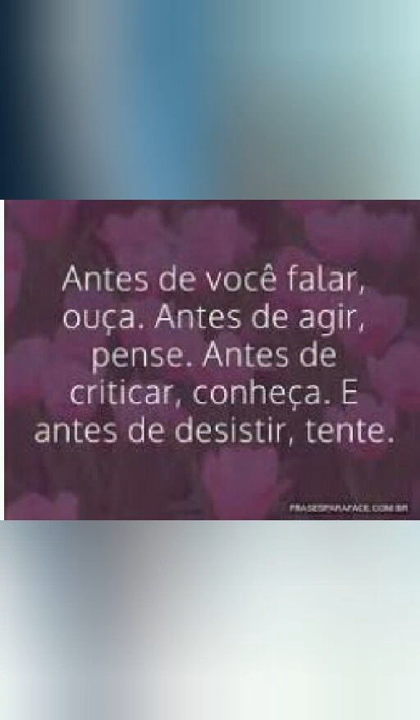 Antes de você falar,
ouça. Antes de agir,
pense. Antes de
criticar, conheça. E
antes de desistir, tente.
FRASESPARAFACE.COM.BR